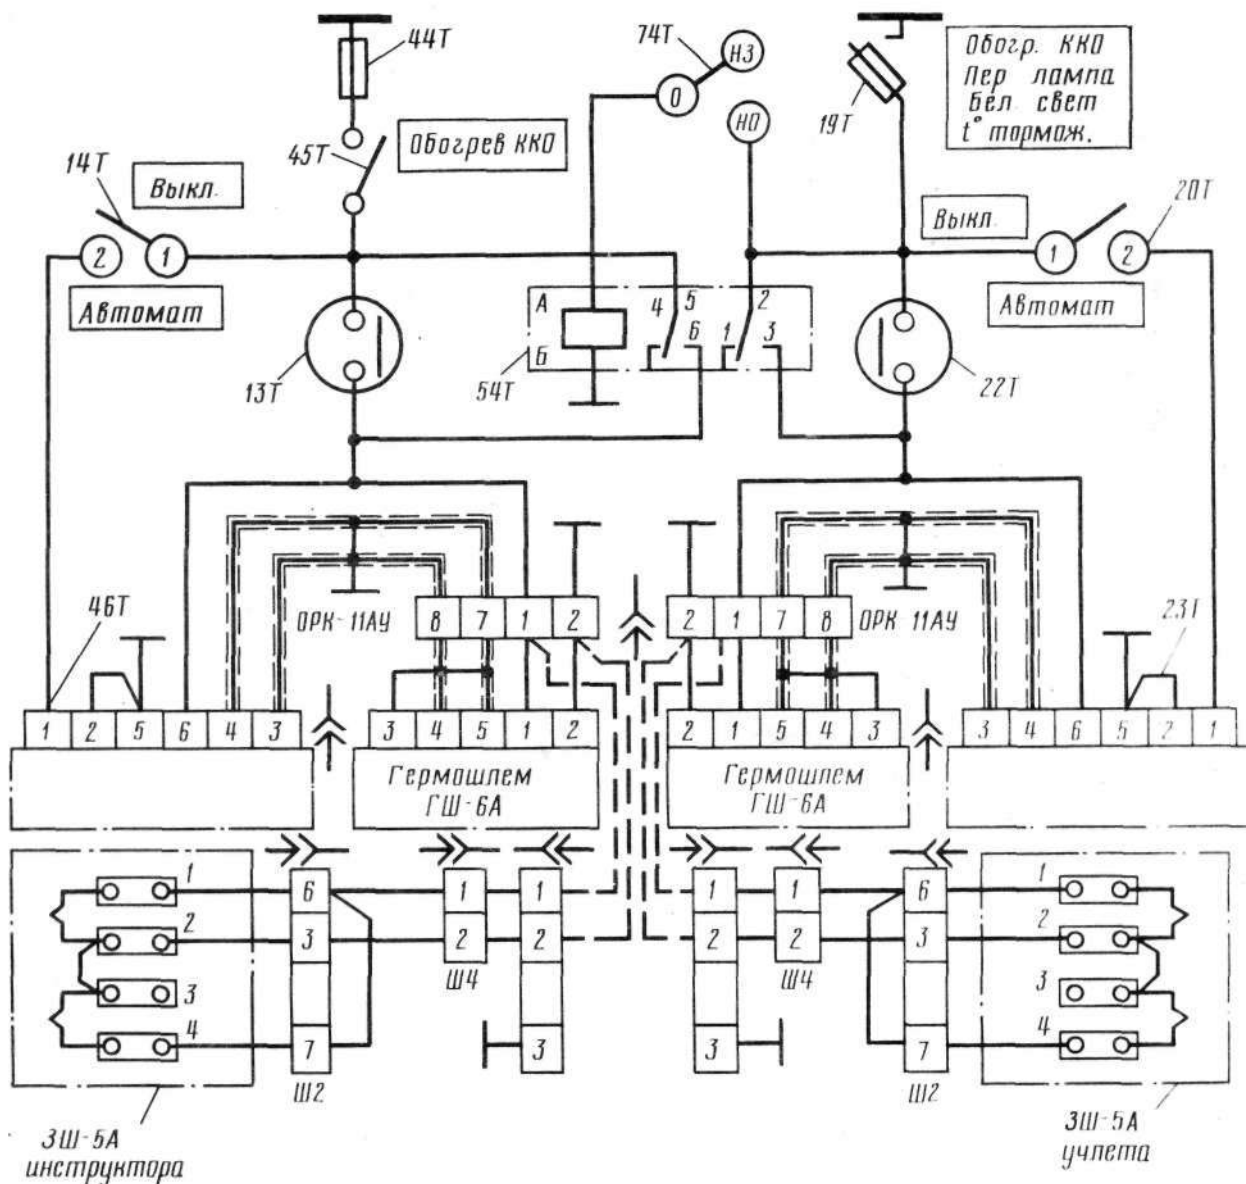 44Т
74Т
НЗ
О
НО
19Т
Обогр. ККО
Пер лампа
Бел. свет
t° тормож.
45Т
Обогрев ККО
14Т
Выкл.
2
1
Автомат
Выкл.
20Т
1
2
Автомат
А
Б
4
5
6
1
2
3
13Т
54Т
22Т
46Т
ОРК-11АУ
8 7 1 2
2 1 7 8
ОРК 11АУ
23Т
1 2 5 6 4 3
3 4 5 1 2
2 1 5 4 3
3 4 6 5 2 1
Гермошлем
ГШ-6А
Гермошлем
ГШ-6А
1
2
3
4
6
3
7
Ш2
1
2
Ш4
1
2
3
1
2
3
1
2
Ш4
6
3
7
Ш2
1
2
3
4
ЗШ-5А
инструктора
ЗШ-5А
учлета